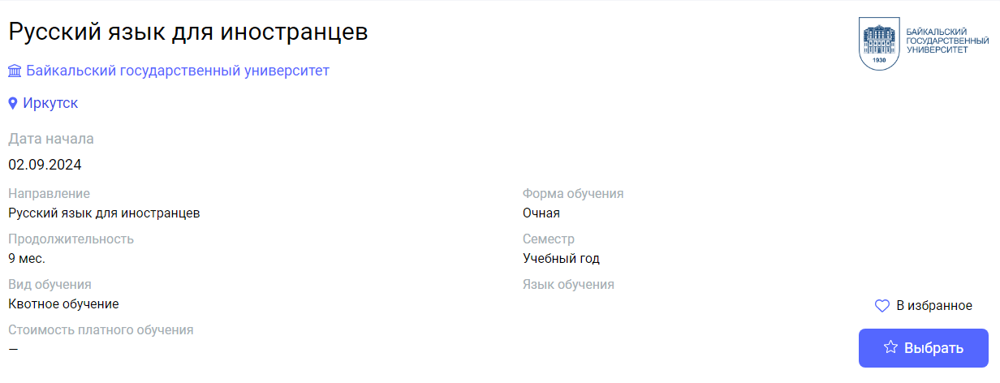 Русский язык для иностранцев
БАЙКАЛЬСКИЙ
ГОСУДАРСТВЕННЫЙ
УНИВЕРСИТЕТ
1930
Байкальский государственный университет
Иркутск
Дата начала
02.09.2024
Направление
Русский язык для иностранцев
Форма обучения
Очная
Продолжительность
9 мес.
Семестр
Учебный год
Вид обучения
Квотное обучение
Язык обучения
Стоимость платного обучения
—
В избранное
Выбрать